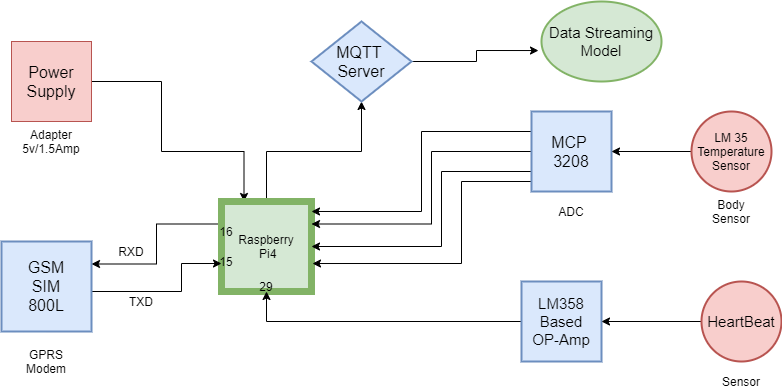 Power
Supply
Adapter
5v/1.5Amp
MQTT
Server
Data Streaming
Model
MCP
3208
ADC
LM 35
Temperature
Sensor
Body
Sensor
16
Raspberry
Pi4
15
29
RXD
TXD
GSM
SIM
800L
GPRS
Modem
LM358
Based
OP-Amp
HeartBeat
Sensor